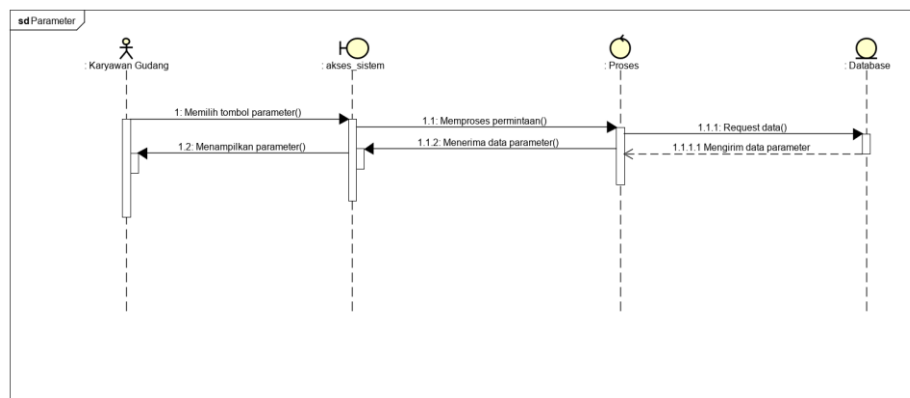 sd Parameter
: Karyawan Gudang
: akses_sistem
: Proses
: Database
1: Memilih tombol parameter()
1.1: Memproses permintaan()
1.1.1: Request data()
1.2: Menampilkan parameter()
1.1.2: Menerima data parameter()
1.1.1.1 Mengirim data parameter